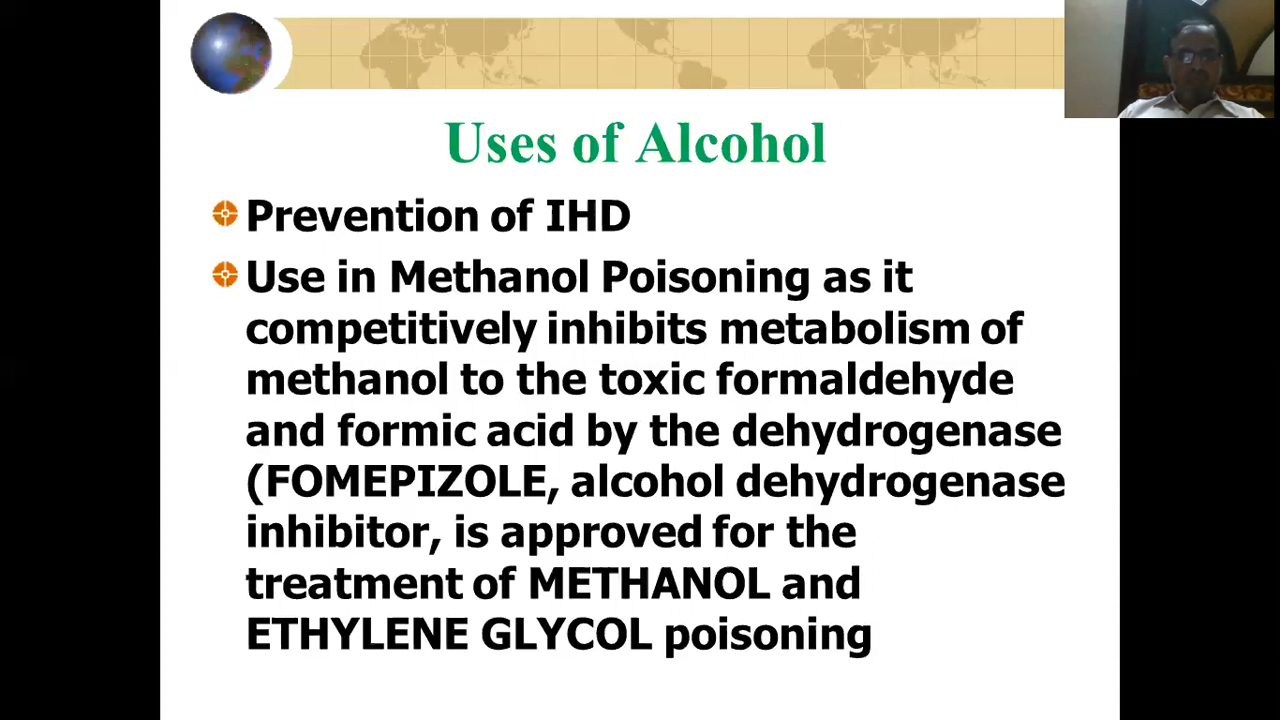 Uses of Alcohol
Prevention of IHD
Use in Methanol Poisoning as it
competitively inhibits metabolism of
methanol to the toxic formaldehyde
and formic acid by the dehydrogenase
(FOMEPIZOLE, alcohol dehydrogenase
inhibitor, is approved for the
treatment of METHANOL and
ETHYLENE GLYCOL poisoning